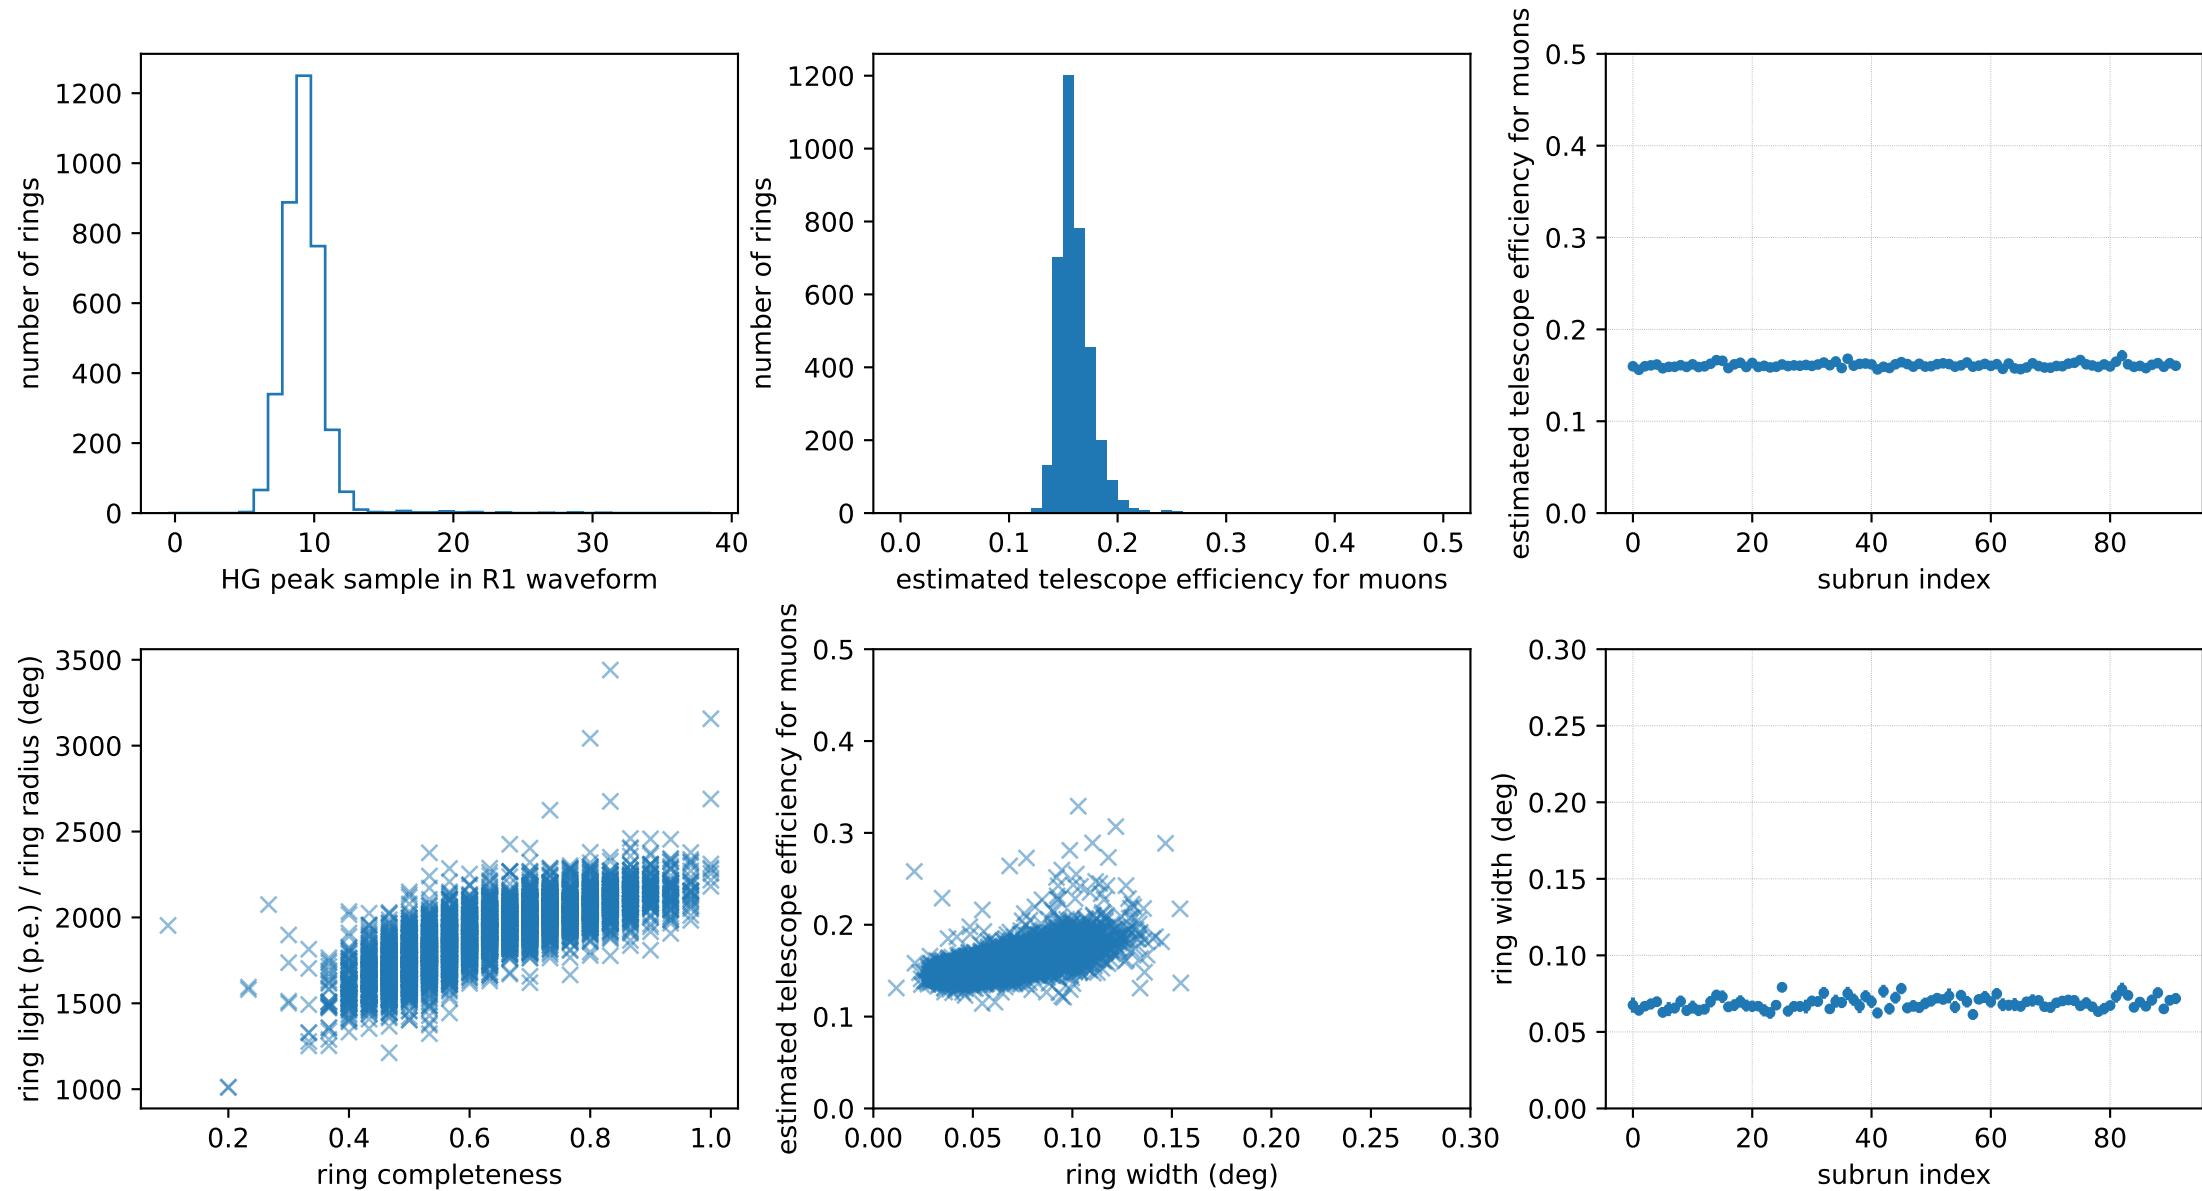 number of rings
1200
1000
800
600
400
200
0
0 10 20 30 40
HG peak sample in R1 waveform
number of rings
1200
1000
800
600
400
200
0
0.0 0.1 0.2 0.3 0.4 0.5
estimated telescope efficiency for muons
estimated telescope efficiency for muons
0.5
0.4
0.3
0.2
0.1
0.0
0 20 40 60 80
subrun index
ring light (p.e.) / ring radius (deg)
3500
3000
2500
2000
1500
1000
0.2 0.4 0.6 0.8 1.0
ring completeness
estimated telescope efficiency for muons
0.5
0.4
0.3
0.2
0.1
0.0
0.00 0.05 0.10 0.15 0.20 0.25 0.30
ring width (deg)
ring width (deg)
0.30
0.25
0.20
0.15
0.10
0.05
0.00
0 20 40 60 80
subrun index